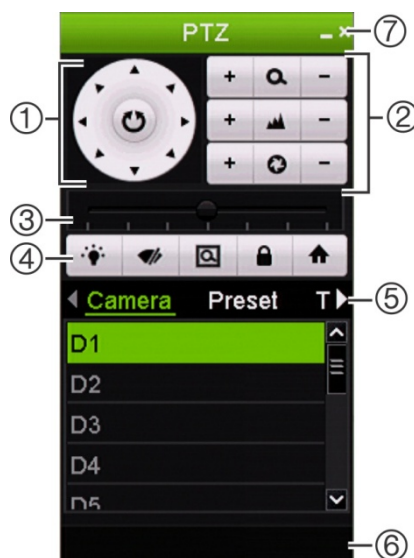 PTZ
①
②
③
④
⑤
⑥
⑦
+ −
+ −
+ −
Camera Preset T
D1
D2
D3
D4
D5